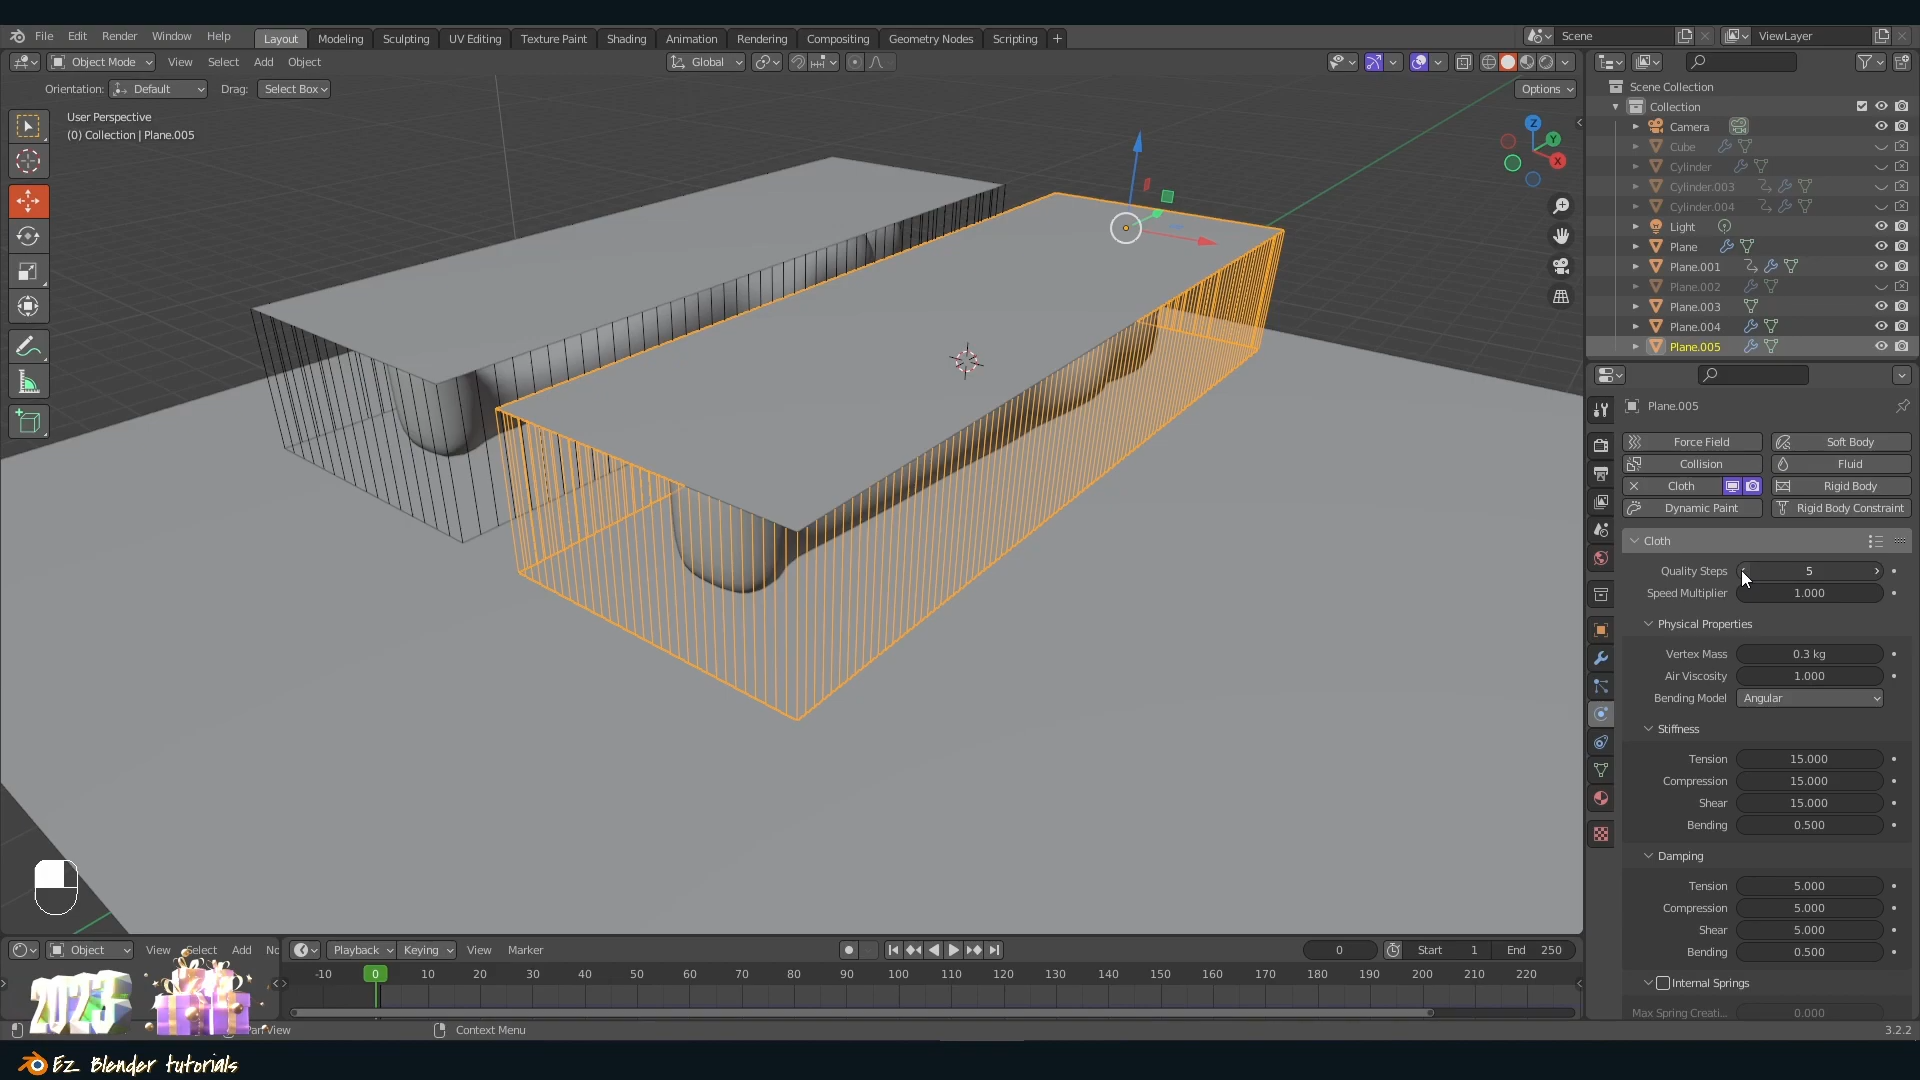 File Edit Render Window Help Layout Modeling Sculpting UV Editing Texture Paint Shading Animation Rendering Compositing Geometry Nodes Scripting + Scene ViewLayer
Object Mode View Select Add Object Global
Orientation: Default Drag: Select Box Options
User Perspective
(0) Collection | Plane.005
Z
Y
X
Scene Collection
Collection
Camera
Cube
Cylinder
Cylinder.003
Cylinder.004
Light
Plane
Plane.001
Plane.002
Plane.003
Plane.004
Plane.005
Plane.005
Force Field Soft Body
Collision Fluid
Cloth Rigid Body
Dynamic Paint Rigid Body Constraint
Cloth
Quality Steps 5
Speed Multiplier 1.000
Physical Properties
Vertex Mass 0.3 kg
Air Viscosity 1.000
Bending Model Angular
Stiffness
Tension 15.000
Compression 15.000
Shear 15.000
Bending 0.500
Damping
Tension 5.000
Compression 5.000
Shear 5.000
Bending 0.500
Internal Springs
Max Spring Creati... 0.000
Object View Select Add No Playback Keying View Marker 0 Start 1 End 250
-10 0 10 20 30 40 50 60 70 80 90 100 110 120 130 140 150 160 170 180 190 200 210 220
2023
Pan View Context Menu 3.2.2
Ez Blender tutorials